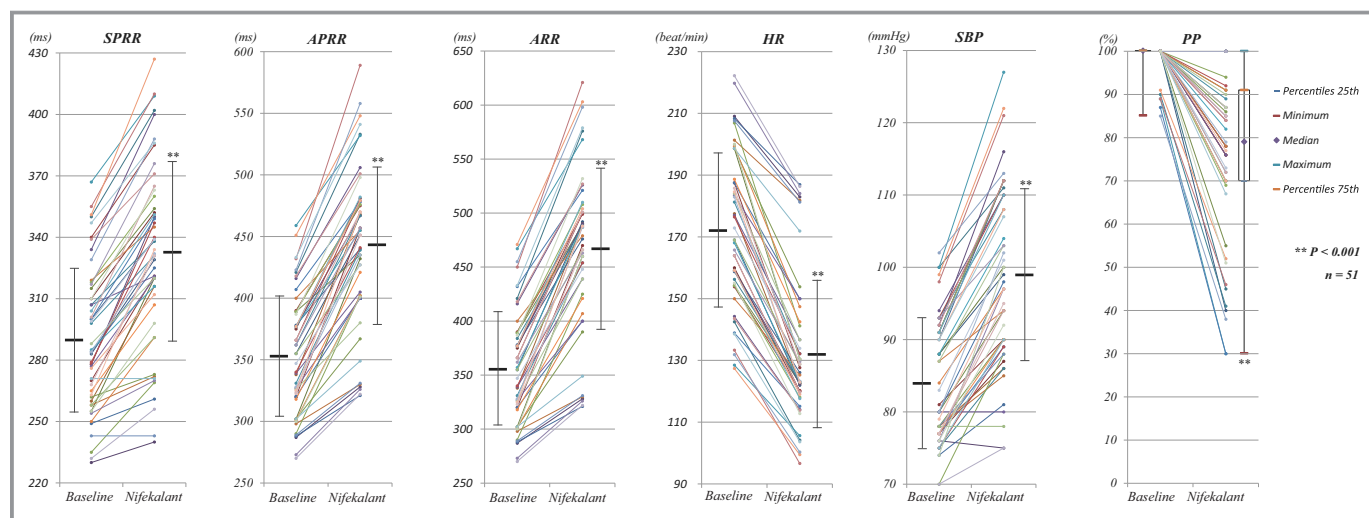 SPRR
(ms)
430
400
370
340
310
280
250
220
Baseline
Nifekalant
**
APRR
(ms)
600
550
500
450
400
350
300
250
Baseline
Nifekalant
**
ARR
(ms)
650
600
550
500
450
400
350
300
250
Baseline
Nifekalant
**
HR
(beat/min)
230
210
190
170
150
130
110
90
Baseline
Nifekalant
**
SBP
(mmHg)
130
120
110
100
90
80
70
Baseline
Nifekalant
**
PP
(%)
100
90
80
70
60
50
40
30
20
10
0
Baseline
Nifekalant
**
Percentiles 25th
Minimum
Median
Maximum
Percentiles 75th
** P < 0.001
n = 51